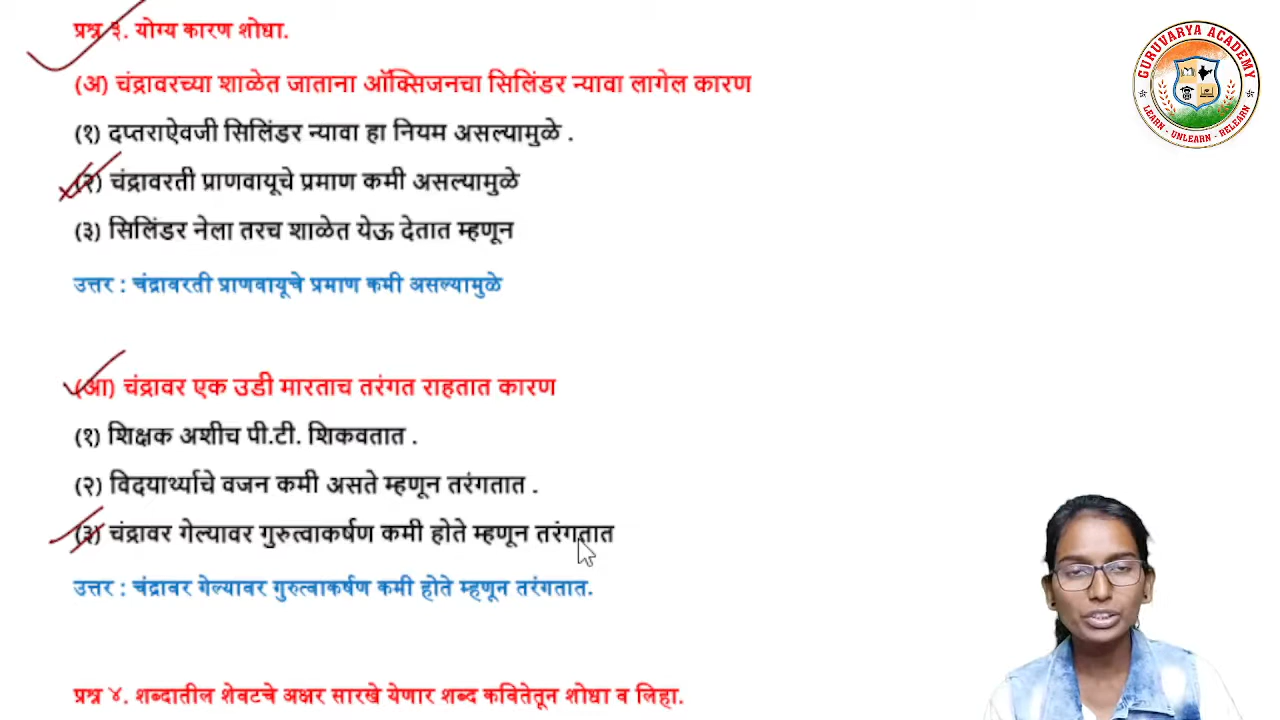 प्रश्न ३. योग्य कारण शोधा.
(अ) चंद्रावरच्या शाळेत जाताना ऑक्सिजनचा सिलिंडर न्यावा लागेल कारण
(१) दप्तराऐवजी सिलिंडर न्यावा हा नियम असल्यामुळे .
(२) चंद्रावरती प्राणवायूचे प्रमाण कमी असल्यामुळे
(३) सिलिंडर नेला तरच शाळेत येऊ देतात म्हणून
उत्तर : चंद्रावरती प्राणवायूचे प्रमाण कमी असल्यामुळे
(आ) चंद्रावर एक उडी मारताच तरंगत राहतात कारण
(१) शिक्षक अशीच पी.टी. शिकवतात .
(२) विदयार्थ्याचे वजन कमी असते म्हणून तरंगतात .
(३) चंद्रावर गेल्यावर गुरुत्वाकर्षण कमी होते म्हणून तरंगतात
उत्तर : चंद्रावर गेल्यावर गुरुत्वाकर्षण कमी होते म्हणून तरंगतात.
प्रश्न ४. शब्दातील शेवटचे अक्षर सारखे येणार शब्द कवितेतून शोधा व लिहा.
GURUVARYA ACADEMY
LEARN - UNLEARN - RELEARN